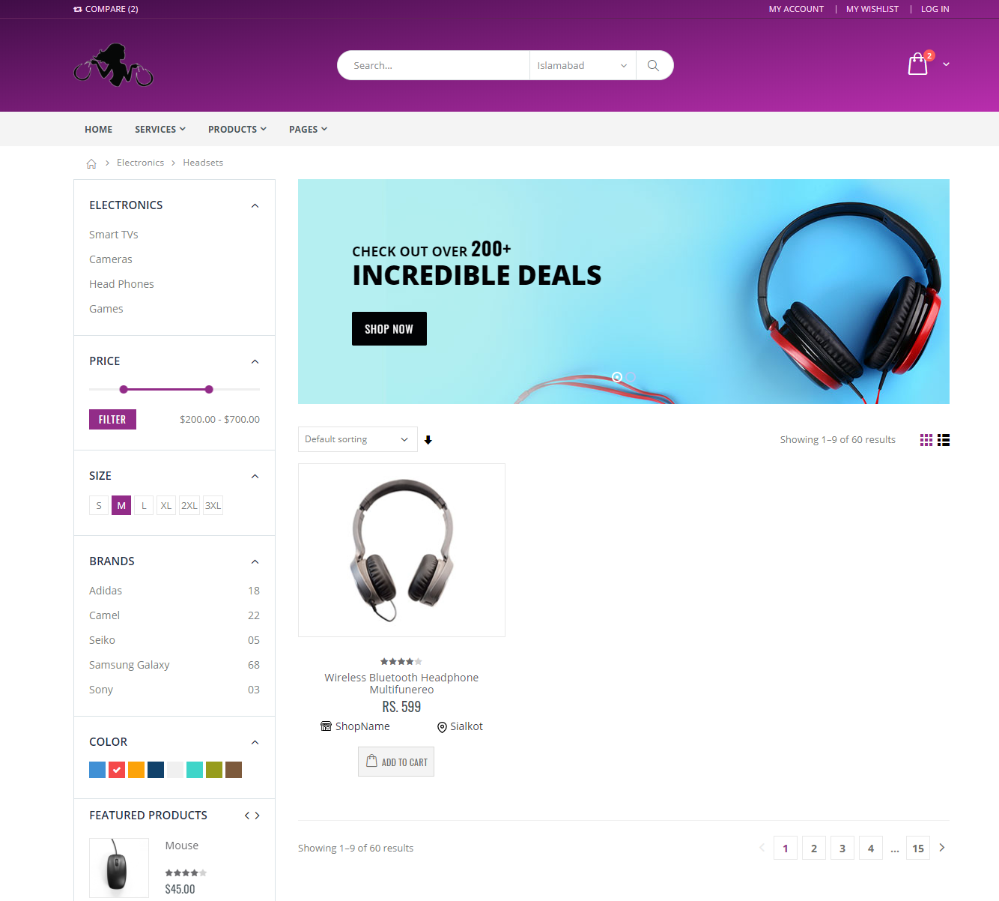 COMPARE (2)
MY ACCOUNT | MY WISHLIST | LOG IN
Search...
Islamabad
2
HOME SERVICES PRODUCTS PAGES
Electronics > Headsets
ELECTRONICS
Smart TVs
Cameras
Head Phones
Games
PRICE
FILTER
$200.00 - $700.00
SIZE
S M L XL 2XL 3XL
BRANDS
Adidas 18
Camel 22
Seiko 05
Samsung Galaxy 68
Sony 03
COLOR
FEATURED PRODUCTS
Mouse
$45.00
CHECK OUT OVER 200+
INCREDIBLE DEALS
SHOP NOW
Default sorting
Showing 1–9 of 60 results
Wireless Bluetooth Headphone
Multifunereo
RS. 599
ShopName
Sialkot
ADD TO CART
Showing 1–9 of 60 results
1 2 3 4 ... 15